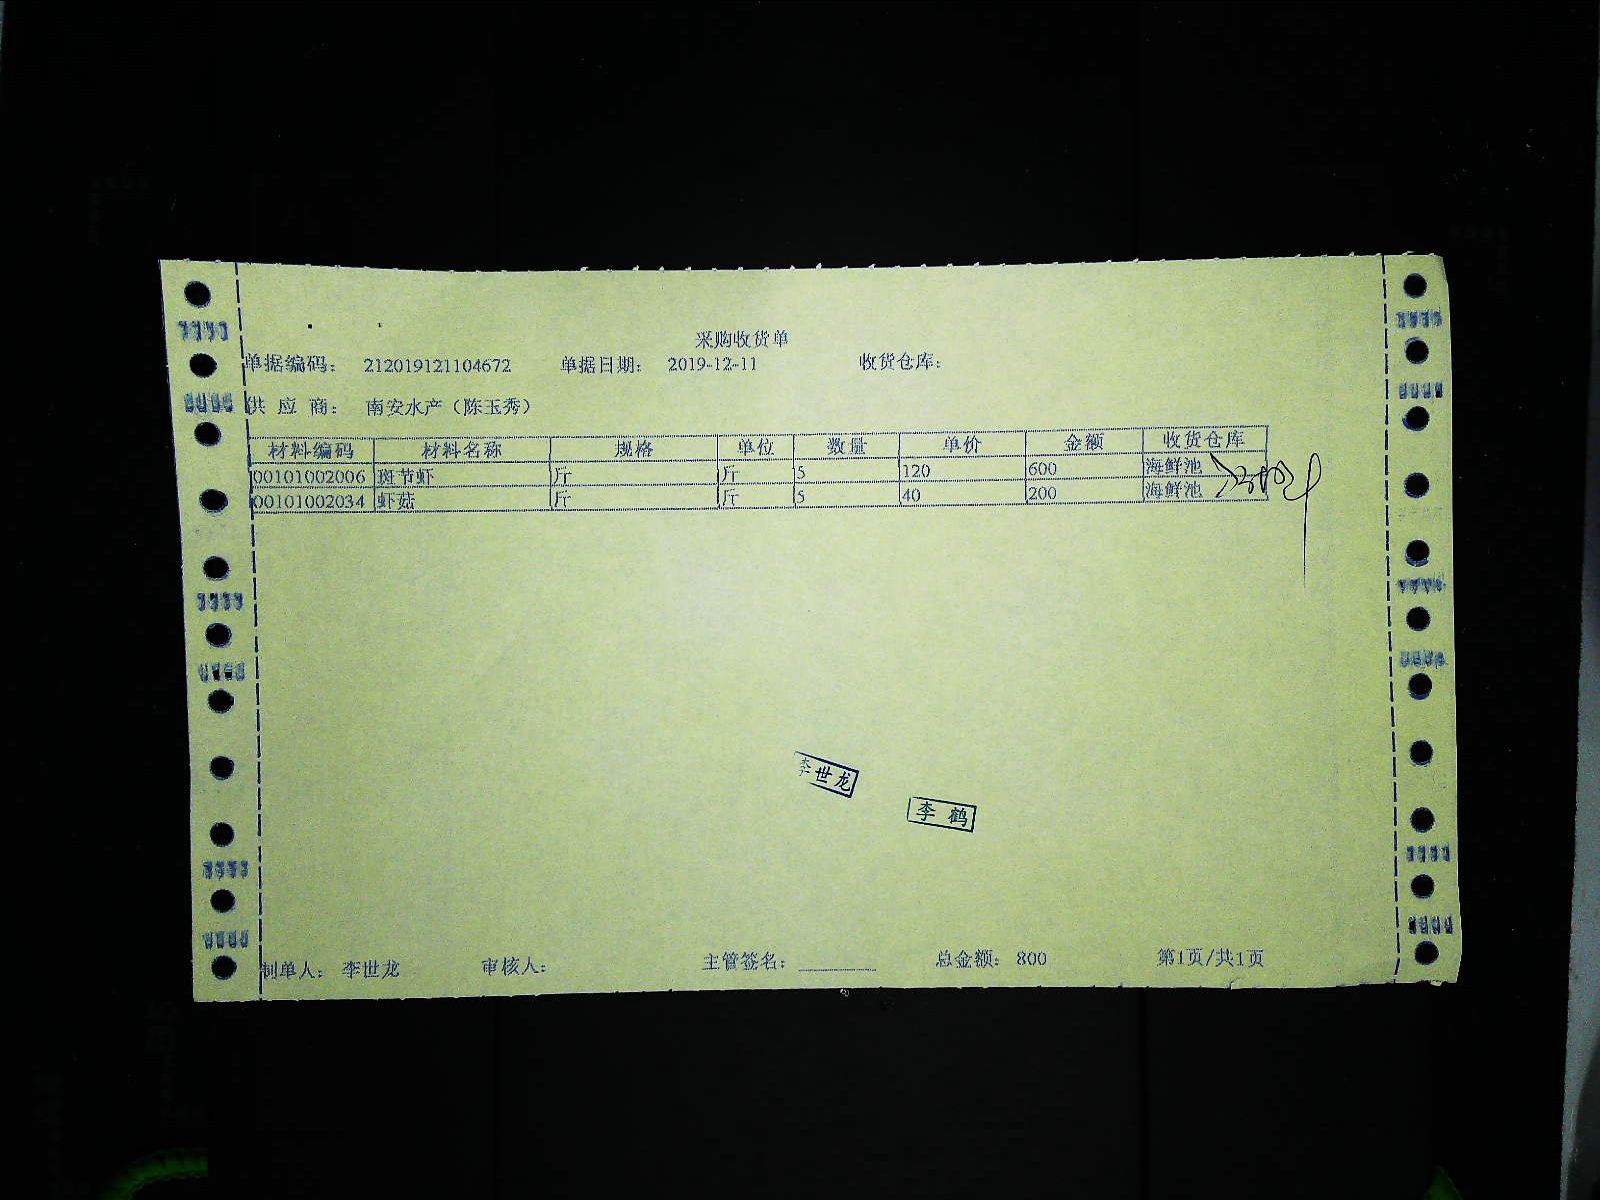 采购收货单
单据编码： 212019121104672 单据日期： 2019-12-11 收货仓库：
供 应 商： 南安水产（陈玉秀）
材料编码 材料名称 规格 单位 数量 单价 金额 收货仓库
00101002006 斑节虾 斤 斤 5 120 600 海鲜池
00101002034 虾菇 斤 斤 5 40 200 海鲜池
李世龙
李鹤
制单人： 李世龙 审核人： 主管签名： 总金额： 800 第1页/共1页